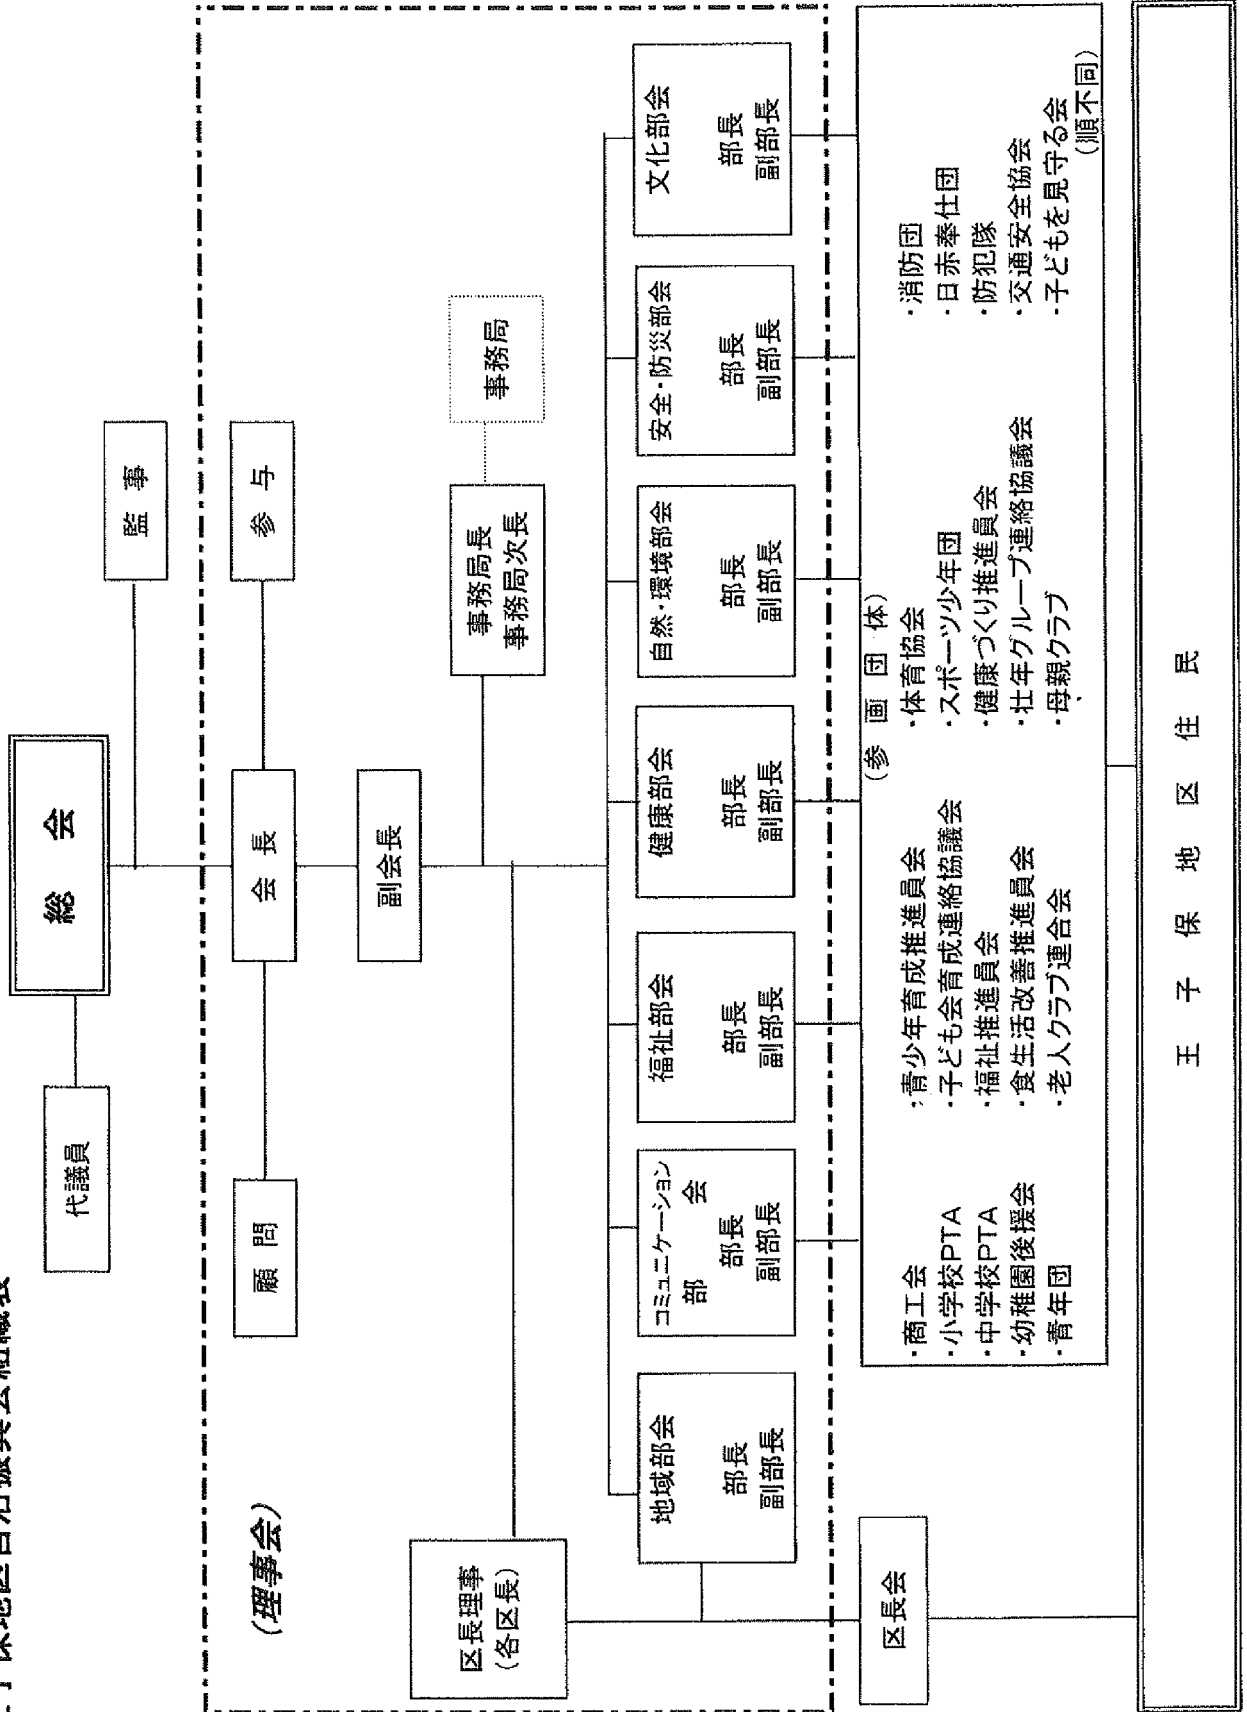 子保地区自治振興会組織表
総 会
代議員
監 事
(理事会)
顧 問
会 長
参 与
副会長
区長理事
(各区長)
事務局長
事務局次長
事務局
地域部会
部長
副部長
コミュニケーション
部 会
部長
副部長
福祉部会
部長
副部長
健康部会
部長
副部長
自然・環境部会
部長
副部長
安全・防災部会
部長
副部長
文化部会
部長
副部長
区長会
(参 画 団 体)
・商工会
・小学校PTA
・中学校PTA
・幼稚園後援会
・青年団
・青少年育成推進員会
・子ども会育成連絡協議会
・福祉推進員会
・食生活改善推進員会
・老人クラブ連合会
・体育協会
・スポーツ少年団
・健康づくり推進員会
・壮年グループ連絡協議会
・母親クラブ
・消防団
・日赤奉仕団
・防犯隊
・交通安全協会
・子どもを見守る会
(順不同)
王 子 保 地 区 住 民